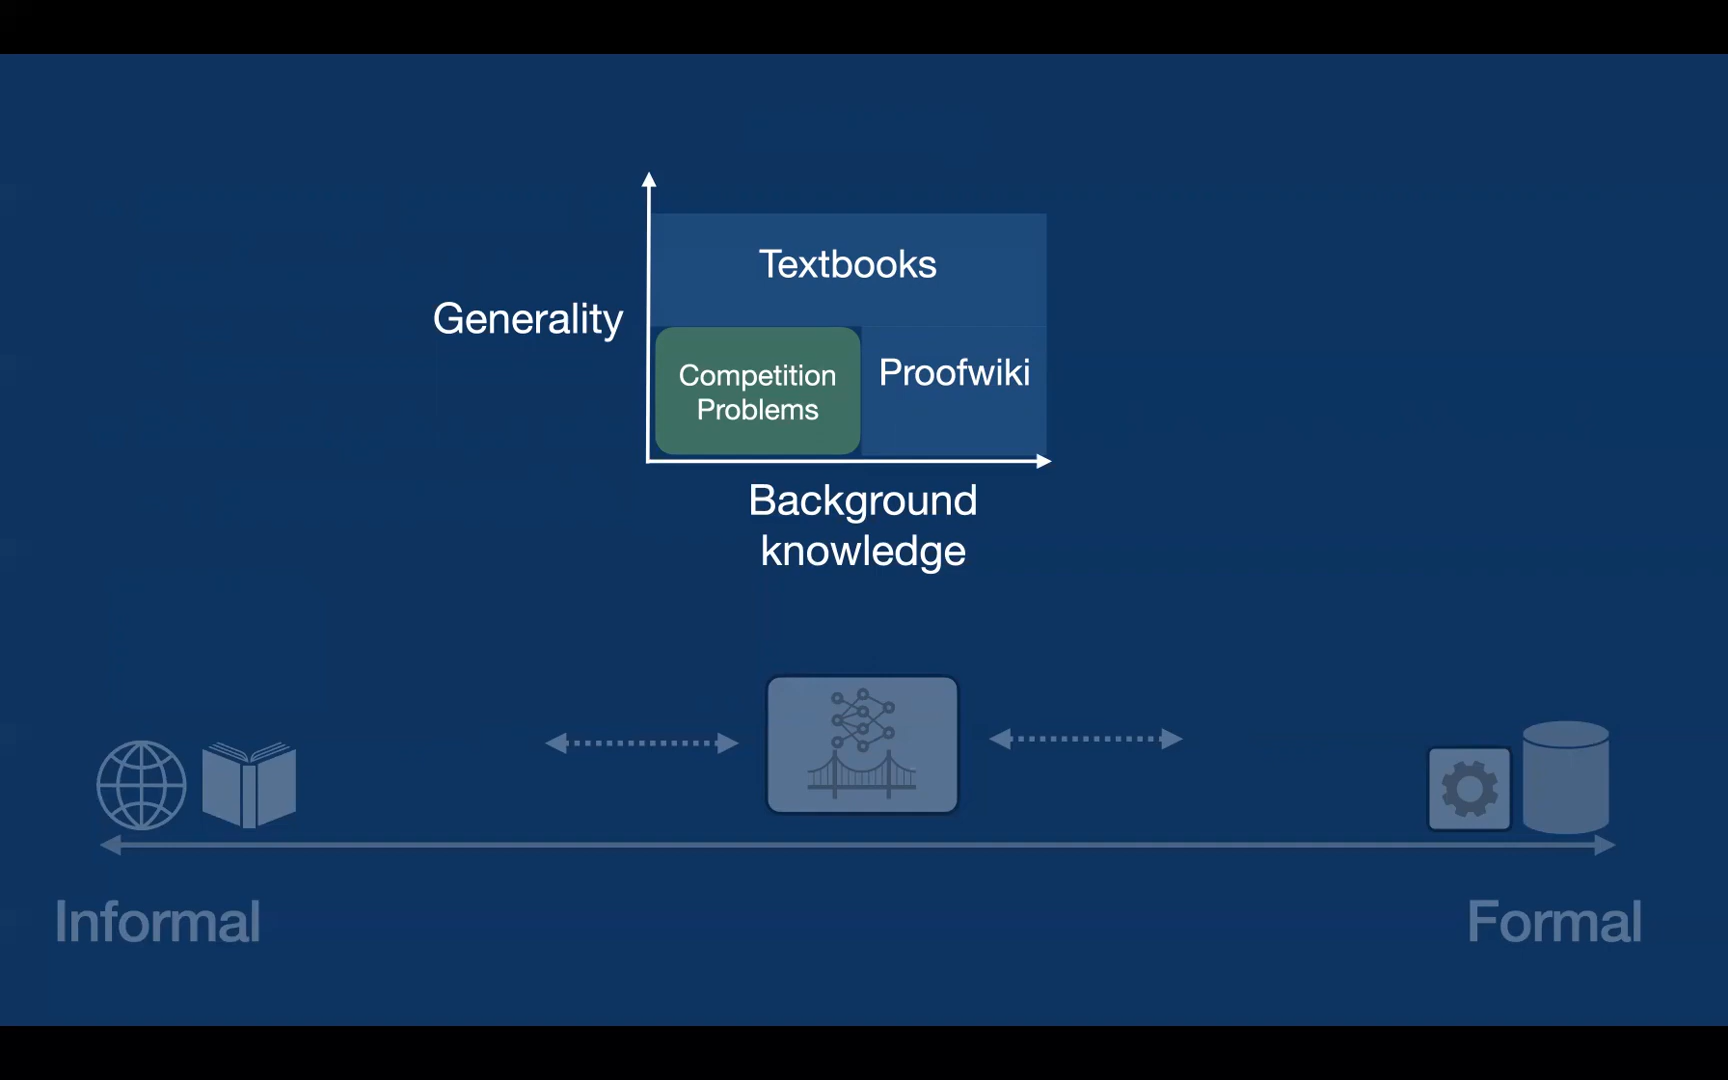 Textbooks
Generality
Competition
Problems
Proofwiki
Background
knowledge
Informal
Formal